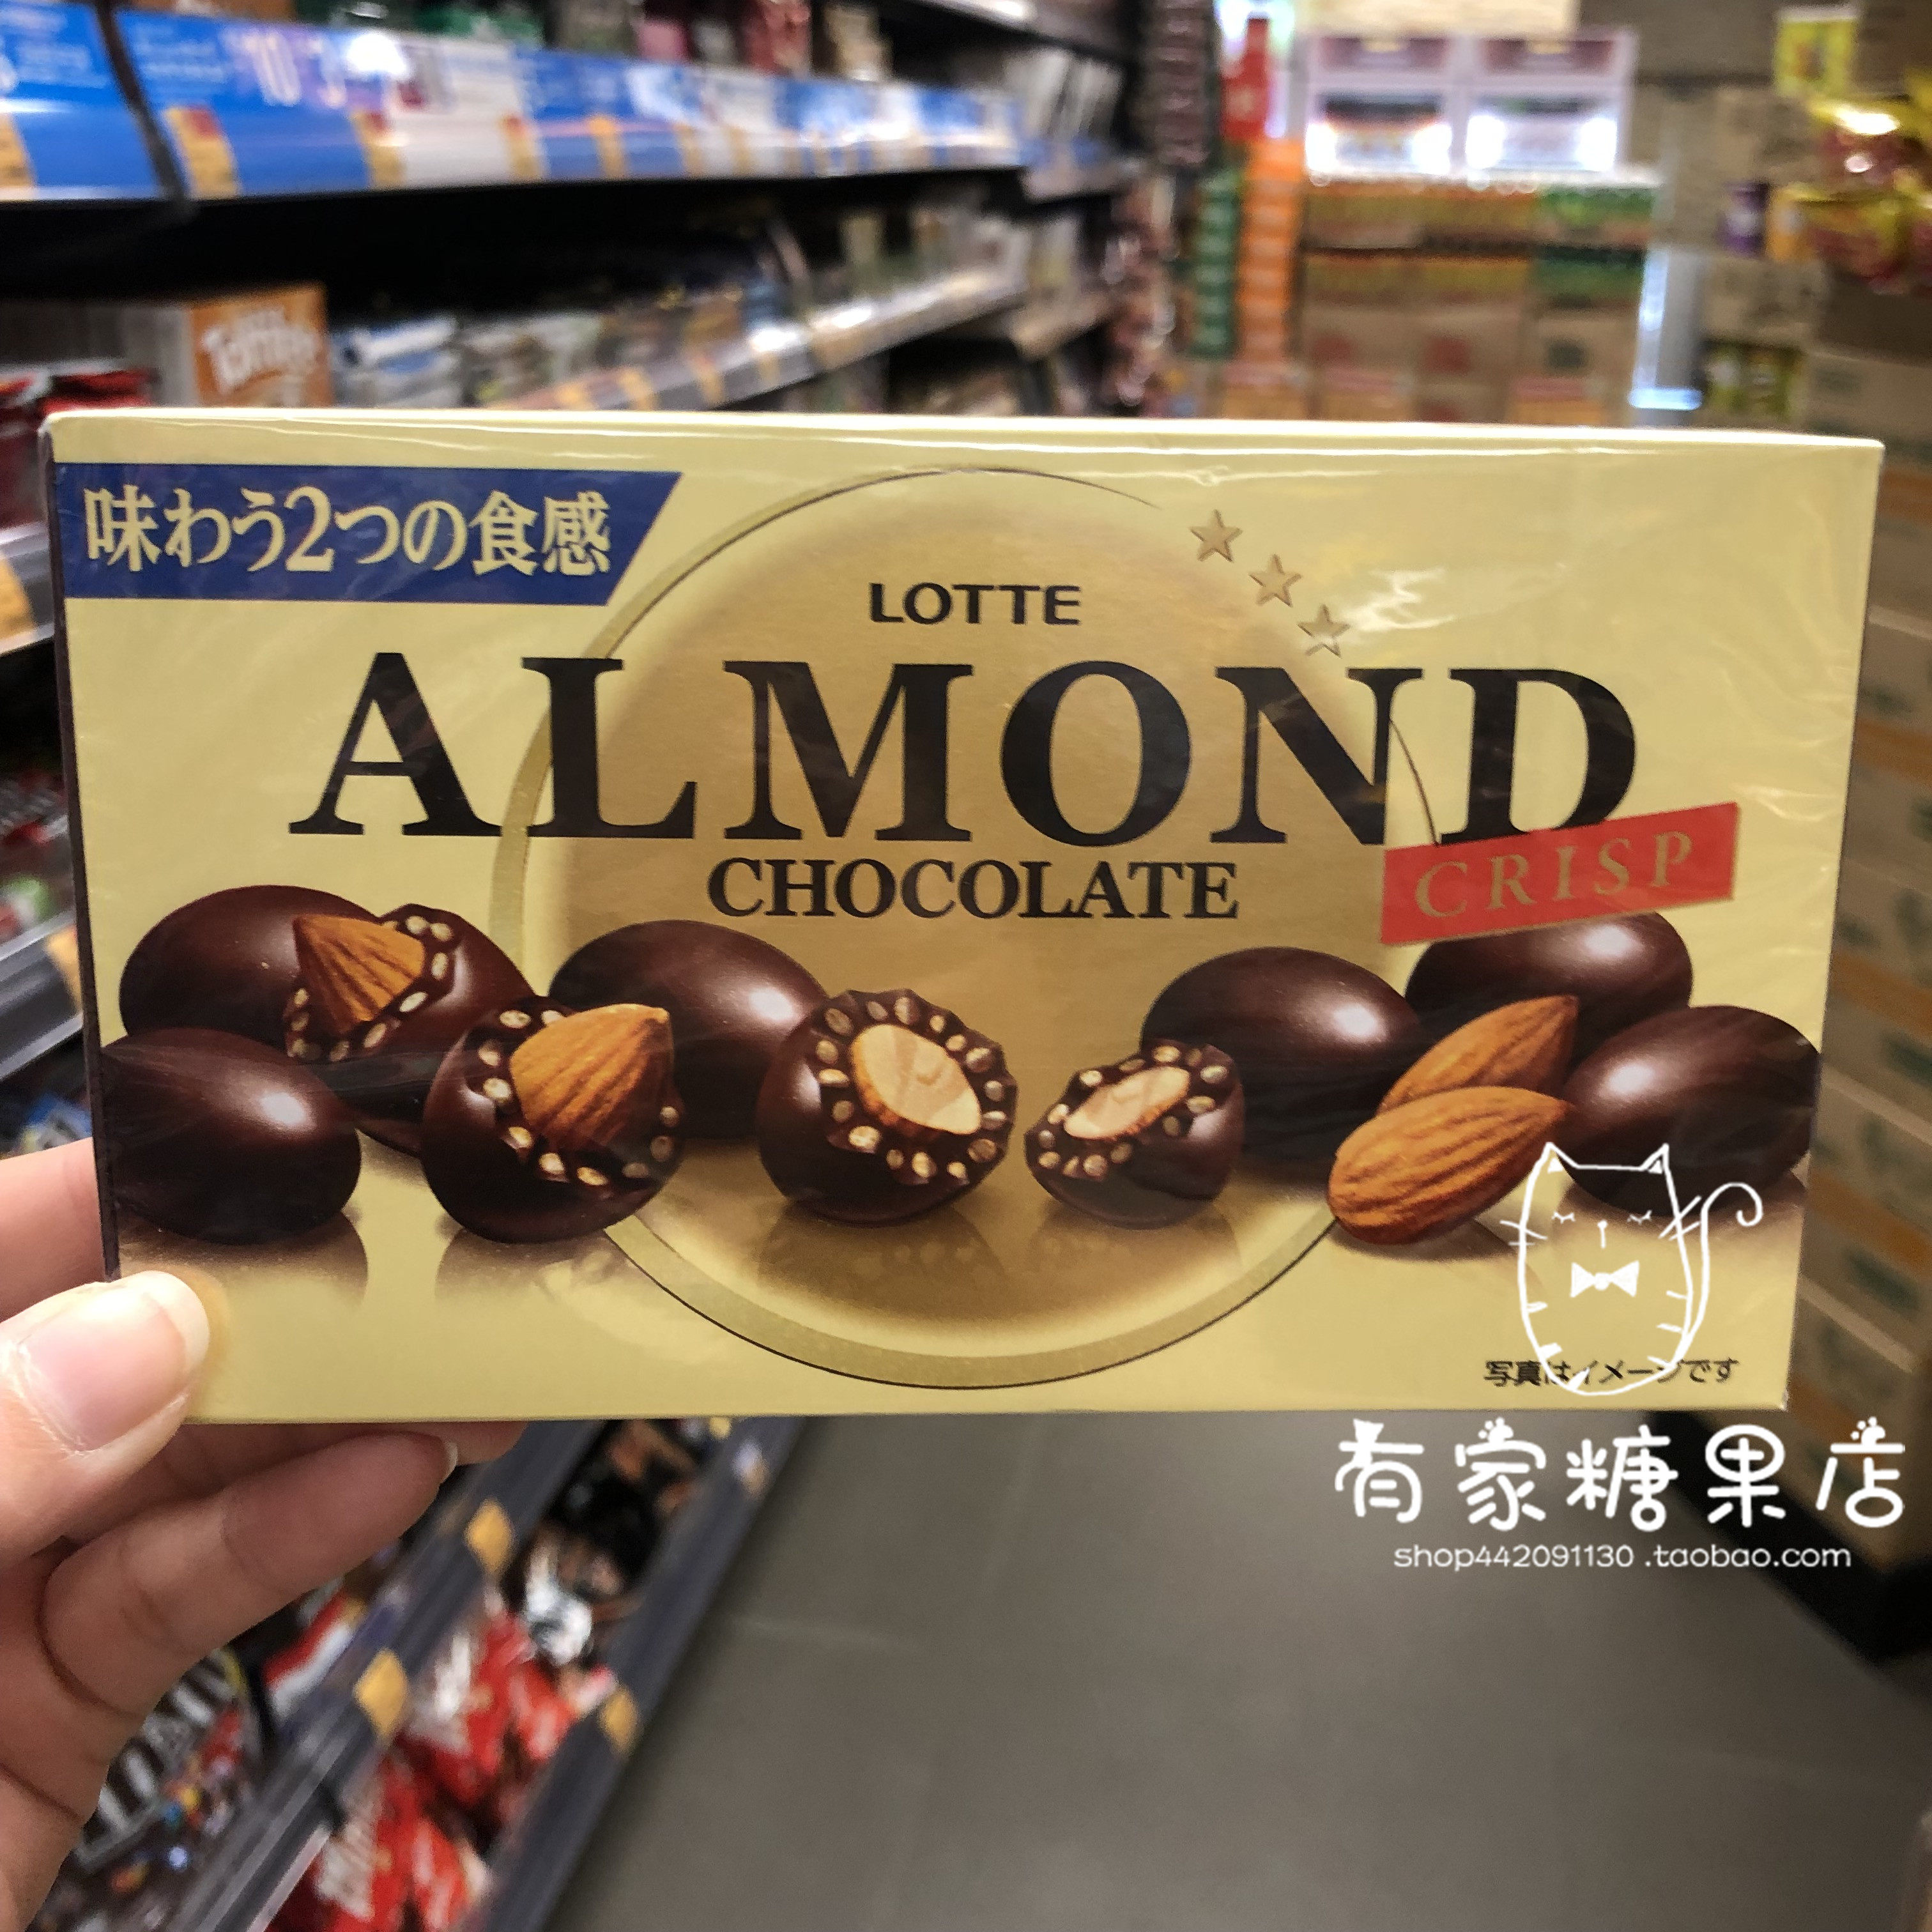 味わう2つの食感
LOTTE
ALMOND
CHOCOLATE
CRISP
写真はイメージです
有家糖果店
shop442091130.taobao.com